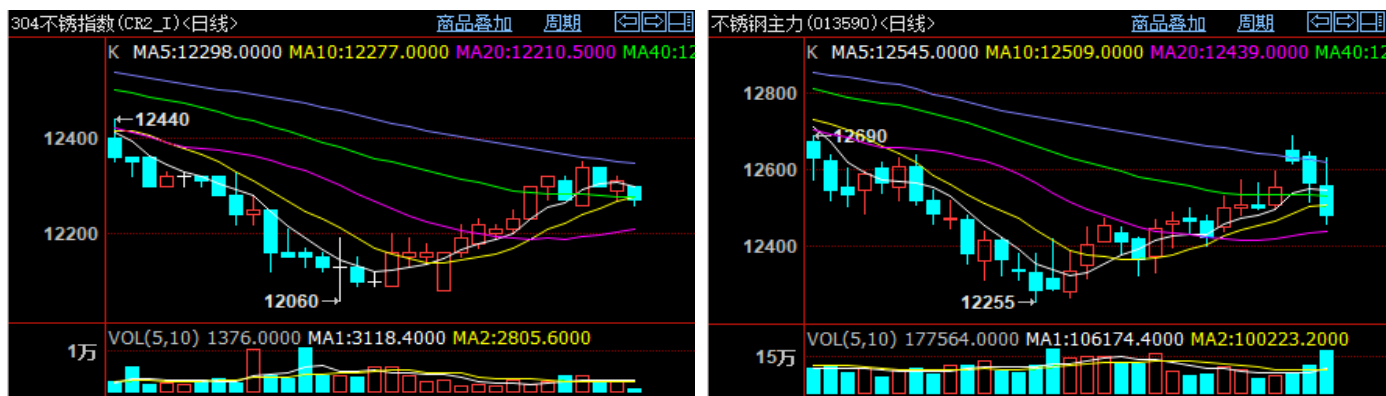 304不锈指数(CR2_I)<日线> 商品叠加 周期
K MA5:12298.0000 MA10:12277.0000 MA20:12210.5000 MA40:12
←12440
12400
12200
12060→
VOL(5,10) 1376.0000 MA1:3118.4000 MA2:2805.6000
1万
不锈钢主力(013590)<日线> 商品叠加 周期
K MA5:12545.0000 MA10:12509.0000 MA20:12439.0000 MA40:12
12800
←12690
12600
12400
12255→
VOL(5,10) 177564.0000 MA1:106174.4000 MA2:100223.2000
15万